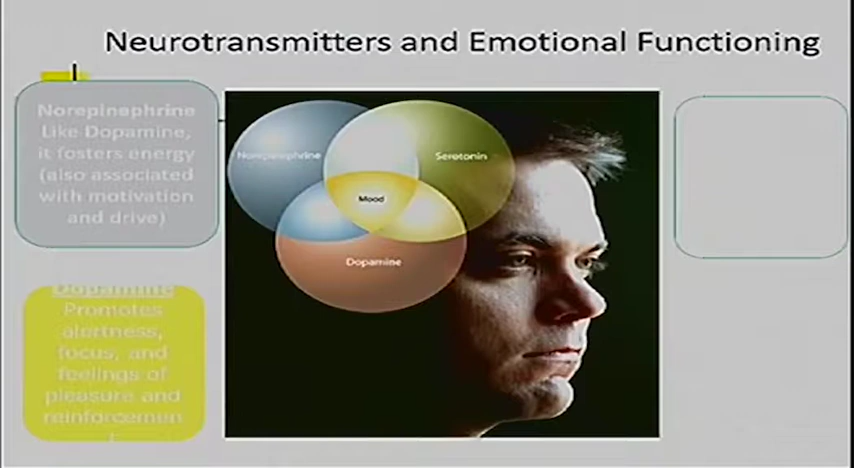 Neurotransmitters and Emotional Functioning
Norepinephrine
Like Dopamine,
it fosters energy
(also associated
with motivation
and drive)
Norepinephrine
Serotonin
Mood
Dopamine
Dopamine
Promotes
alertness,
focus, and
feelings of
pleasure and
reinforcemen